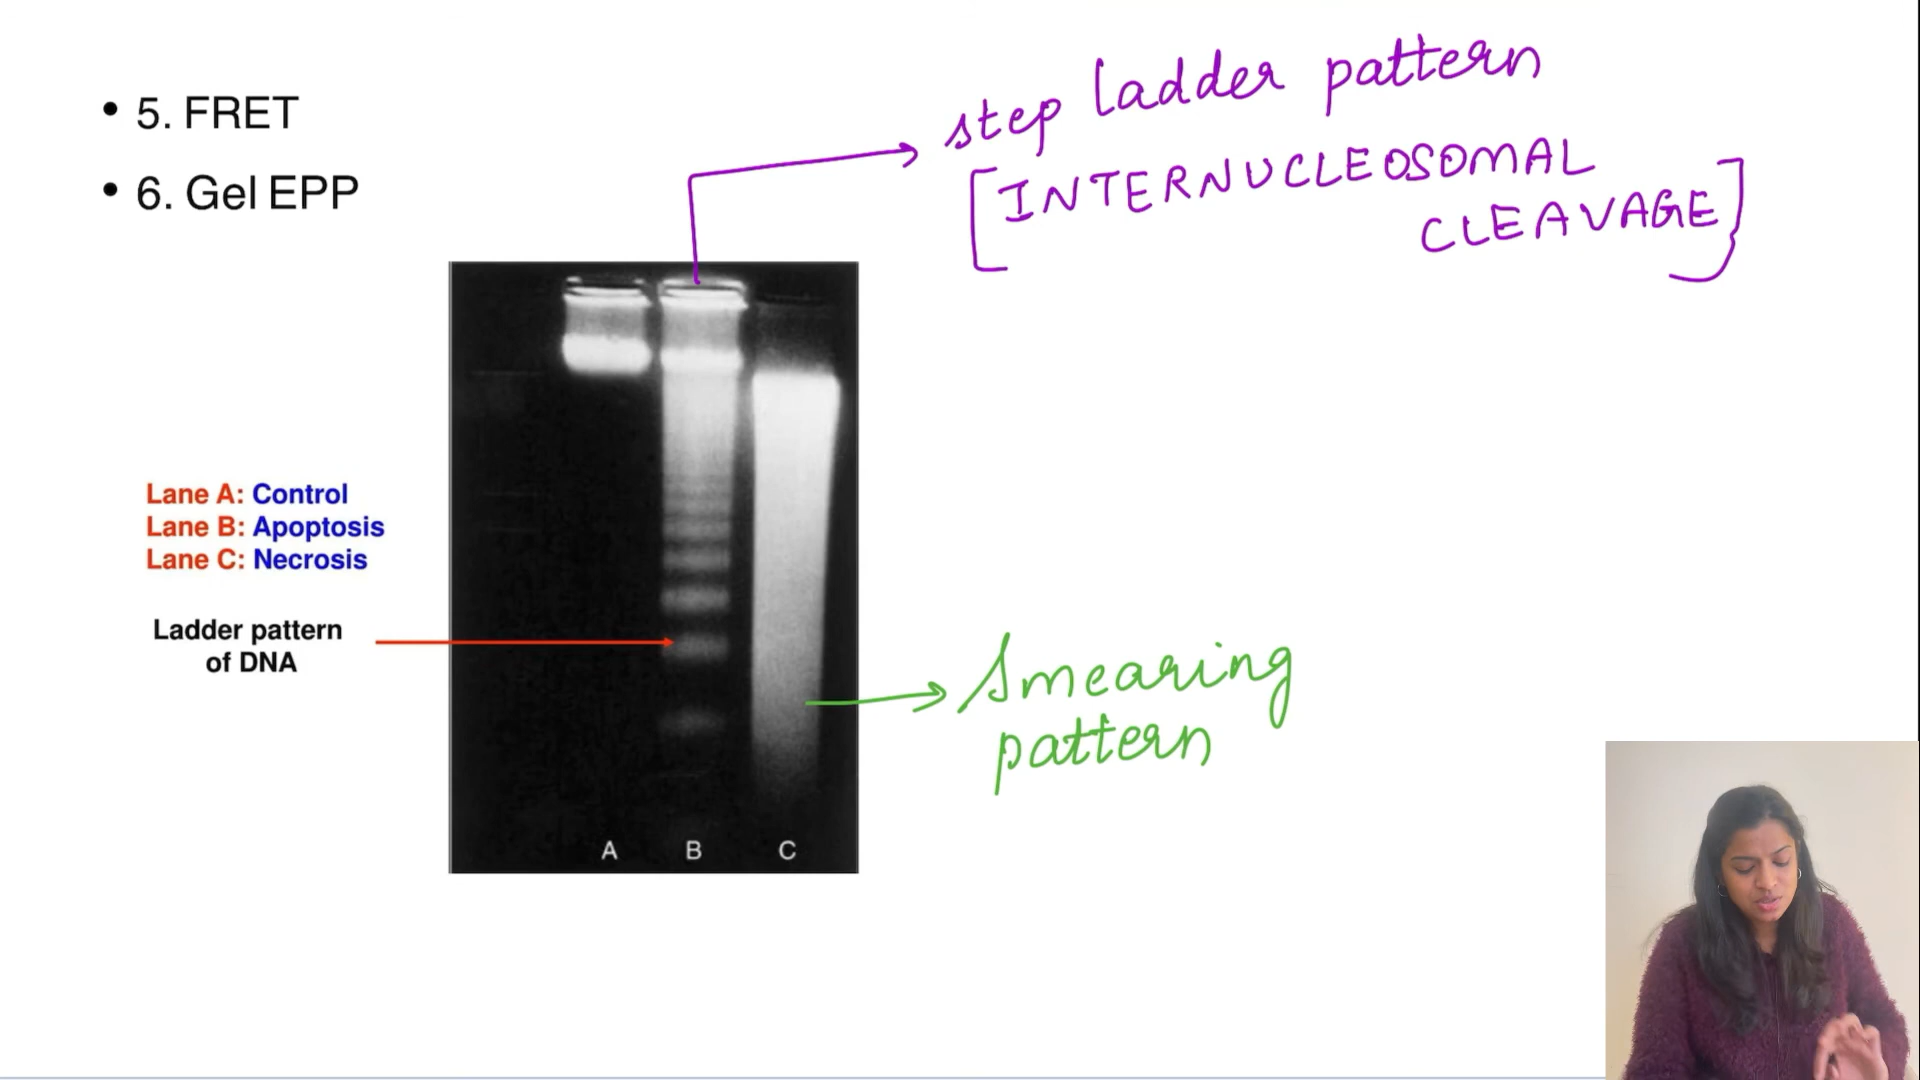 • 5. FRET
• 6. Gel EPP
step ladder pattern
[INTERNUCLEOSOMAL
CLEAVAGE]
Lane A: Control
Lane B: Apoptosis
Lane C: Necrosis
Ladder pattern
of DNA
Smearing
pattern
A B C